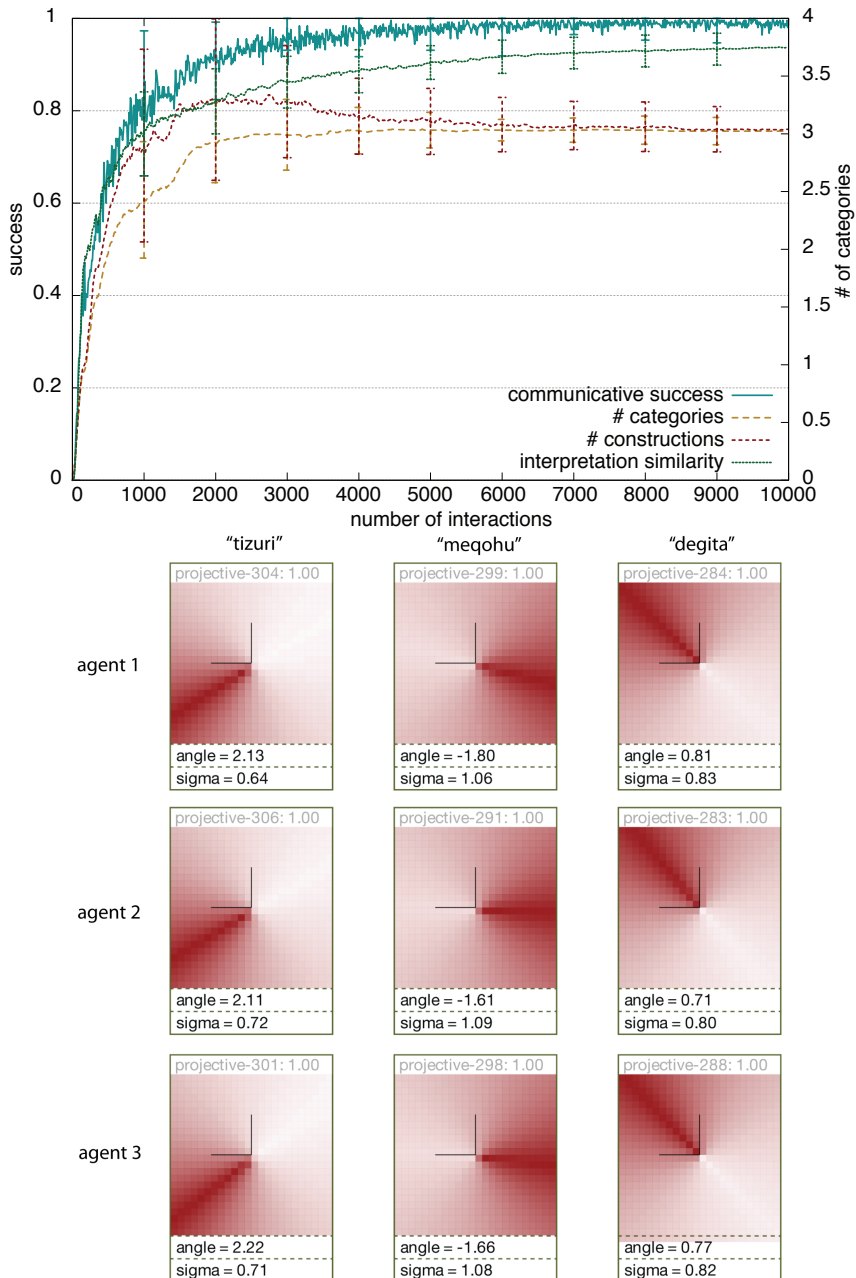 1
0.8
0.6
0.4
0.2
0
success
4
3.5
3
2.5
2
1.5
1
0.5
0
# of categories
communicative success
# categories
# constructions
interpretation similarity
0 1000 2000 3000 4000 5000 6000 7000 8000 9000 10000
number of interactions
"tizuri" "meqohu" "degita"
projective-304: 1.00 projective-299: 1.00 projective-284: 1.00
agent 1
angle = 2.13 angle = -1.80 angle = 0.81
sigma = 0.64 sigma = 1.06 sigma = 0.83
projective-306: 1.00 projective-291: 1.00 projective-283: 1.00
agent 2
angle = 2.11 angle = -1.61 angle = 0.71
sigma = 0.72 sigma = 1.09 sigma = 0.80
projective-301: 1.00 projective-298: 1.00 projective-288: 1.00
agent 3
angle = 2.22 angle = -1.66 angle = 0.77
sigma = 0.71 sigma = 1.08 sigma = 0.82